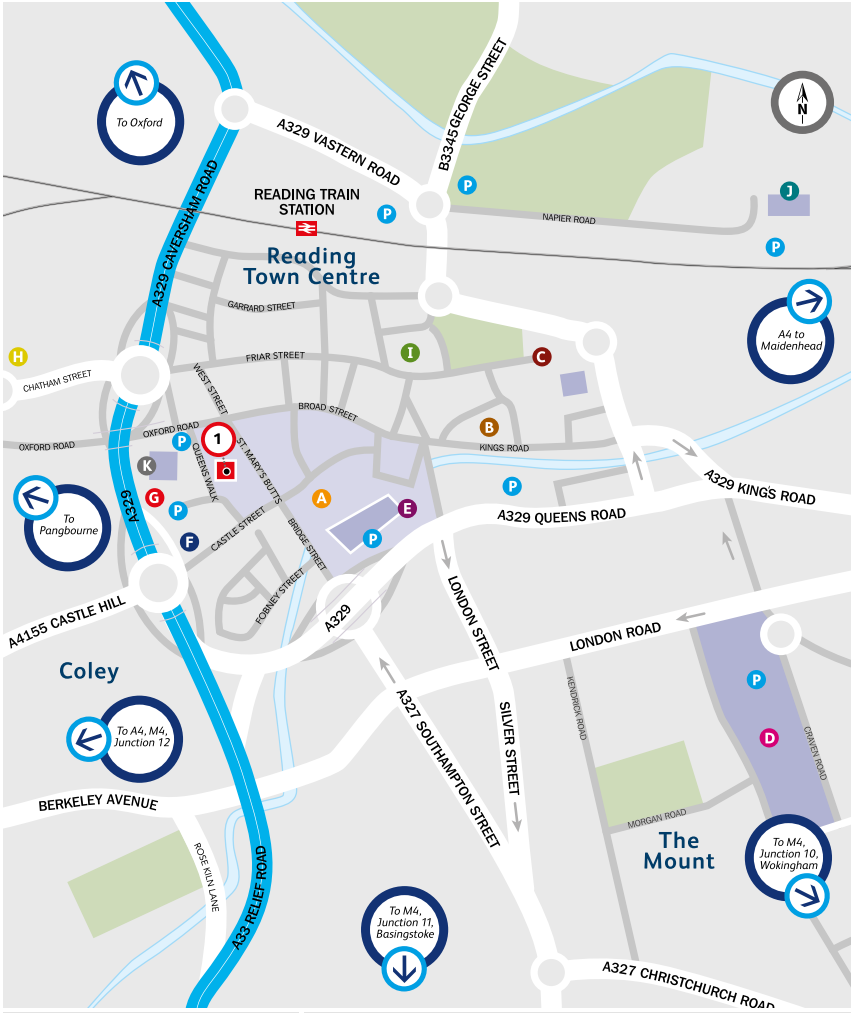 To Oxford
A329 VASTERN ROAD
B3345 GEORGE STREET
N
P
J
READING TRAIN
STATION
P
NAPIER ROAD
A329 CAVERSHAM ROAD
Reading
Town Centre
P
GARRARD STREET
A4 to
Maidenhead
H
FRIAR STREET
I
C
CHATHAM STREET
WEST STREET
BROAD STREET
B
OXFORD ROAD
OXFORD ROAD
P
1
KINGS ROAD
K
QUEENS WALK
ST. MARY'S BUTTS
G
P
A
E
P
A329 KINGS ROAD
A329
To
Pangbourne
F
CASTLE STREET
BRIDGE STREET
P
A329 QUEENS ROAD
FOBNEY STREET
A4155 CASTLE HILL
A329
LONDON STREET
LONDON ROAD
Coley
P
KENDRICK ROAD
To A4, M4,
Junction 12
A327 SOUTHAMPTON STREET
SILVER STREET
D
CRAVEN ROAD
BERKELEY AVENUE
MORGAN ROAD
The
Mount
To M4,
Junction 10,
Wokingham
ROSE KILN LANE
A33 RELIEF ROAD
To M4,
Junction 11,
Basingstoke
A327 CHRISTCHURCH ROAD